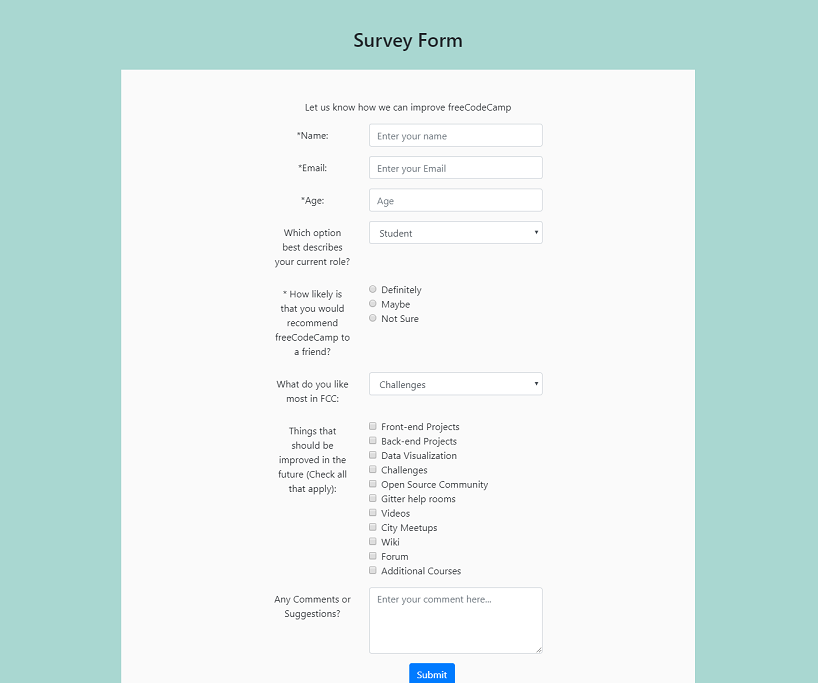 Survey Form
Let us know how we can improve freeCodeCamp
*Name:
Enter your name
*Email:
Enter your Email
*Age:
Age
Which option
best describes
your current role?
Student
* How likely is
that you would
recommend
freeCodeCamp to
a friend?
Definitely
Maybe
Not Sure
What do you like
most in FCC:
Challenges
Things that
should be
improved in the
future (Check all
that apply):
Front-end Projects
Back-end Projects
Data Visualization
Challenges
Open Source Community
Gitter help rooms
Videos
City Meetups
Wiki
Forum
Additional Courses
Any Comments or
Suggestions?
Enter your comment here...
Submit